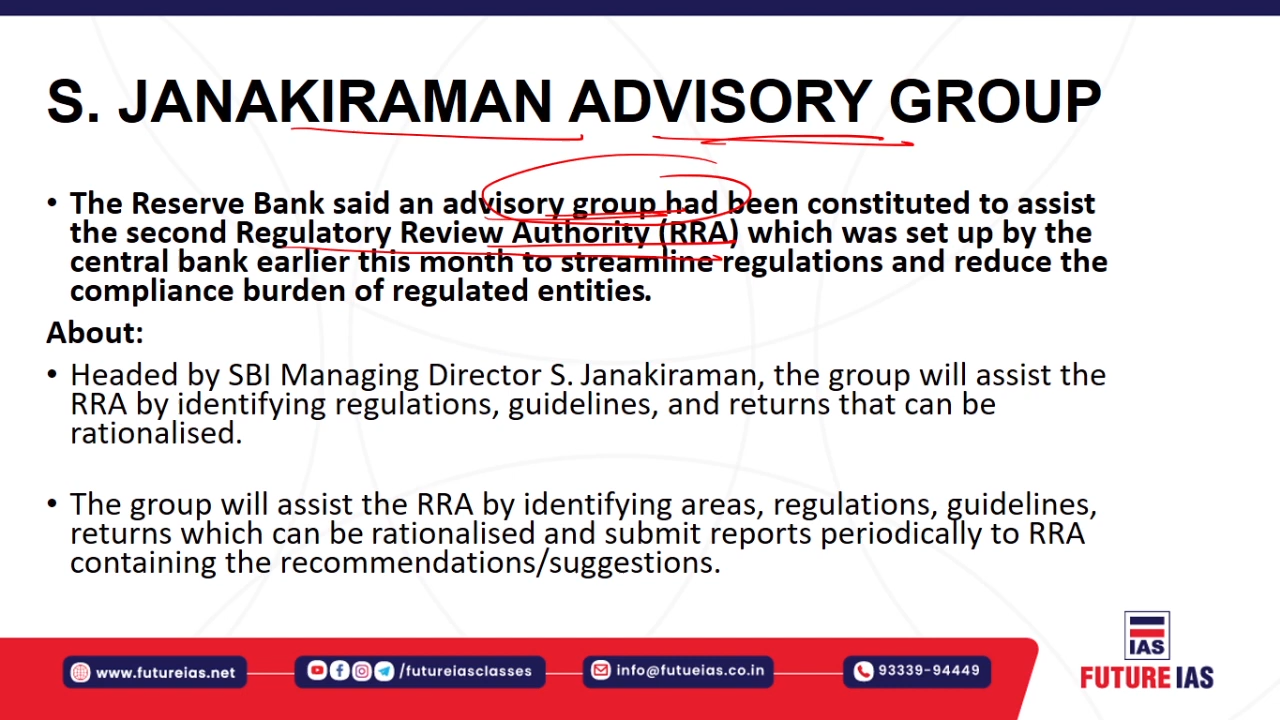 S. JANAKIRAMAN ADVISORY GROUP
• The Reserve Bank said an advisory group had been constituted to assist
the second Regulatory Review Authority (RRA) which was set up by the
central bank earlier this month to streamline regulations and reduce the
compliance burden of regulated entities.
About:
• Headed by SBI Managing Director S. Janakiraman, the group will assist the
RRA by identifying regulations, guidelines, and returns that can be
rationalised.
• The group will assist the RRA by identifying areas, regulations, guidelines,
returns which can be rationalised and submit reports periodically to RRA
containing the recommendations/suggestions.
IAS
FUTURE IAS
www.futureias.net
/futureiasclasses
info@futueias.co.in
93339-94449